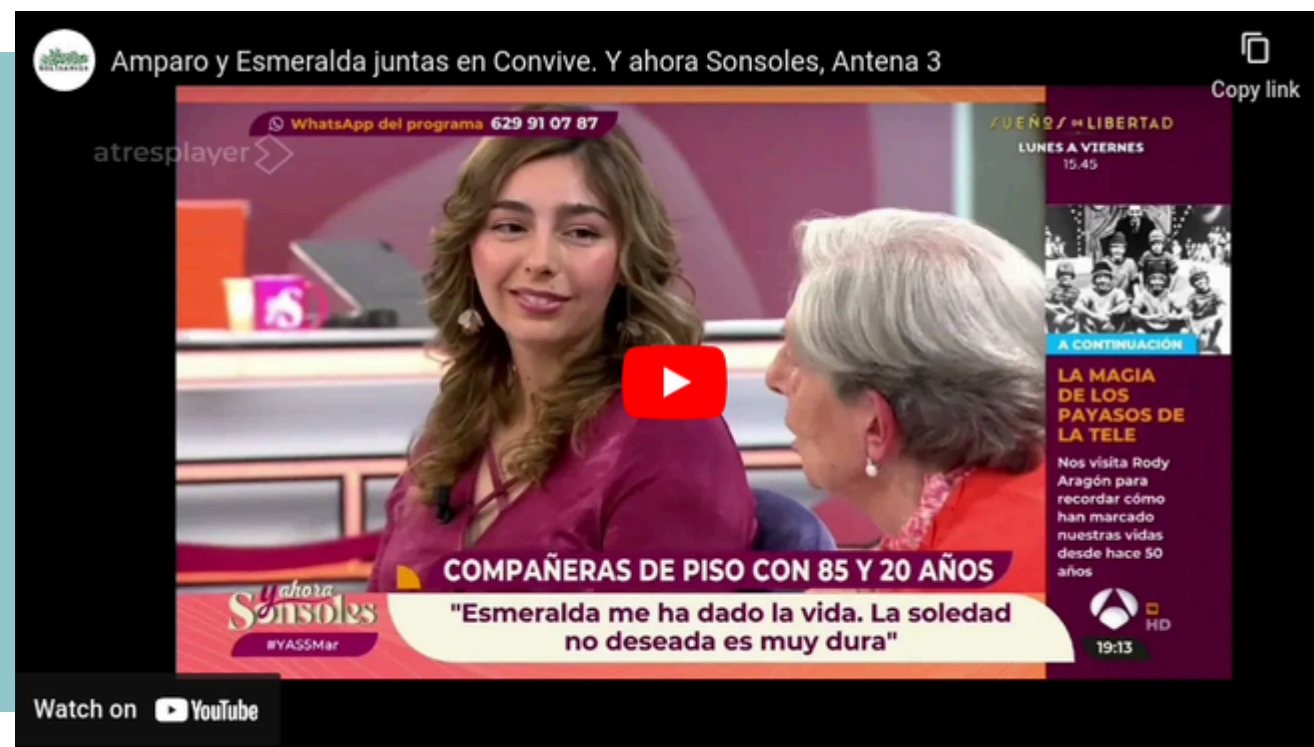 Amparo y Esmeralda juntas en Convive. Y ahora Sonsoles, Antena 3
Copy link
WhatsApp del programa 629 91 07 87
atresplayer
SUEÑOS DE LIBERTAD
LUNES A VIERNES
15.45
A CONTINUACIÓN
LA MAGIA
DE LOS
PAYASOS DE
LA TELE
Nos visita Rody
Aragón para
recordar cómo
han marcado
nuestras vidas
desde hace 50
años
COMPAÑERAS DE PISO CON 85 Y 20 AÑOS
y ahora
Sonsoles
#YASSMar
"Esmeralda me ha dado la vida. La soledad
no deseada es muy dura"
HD
19:13
Watch on YouTube